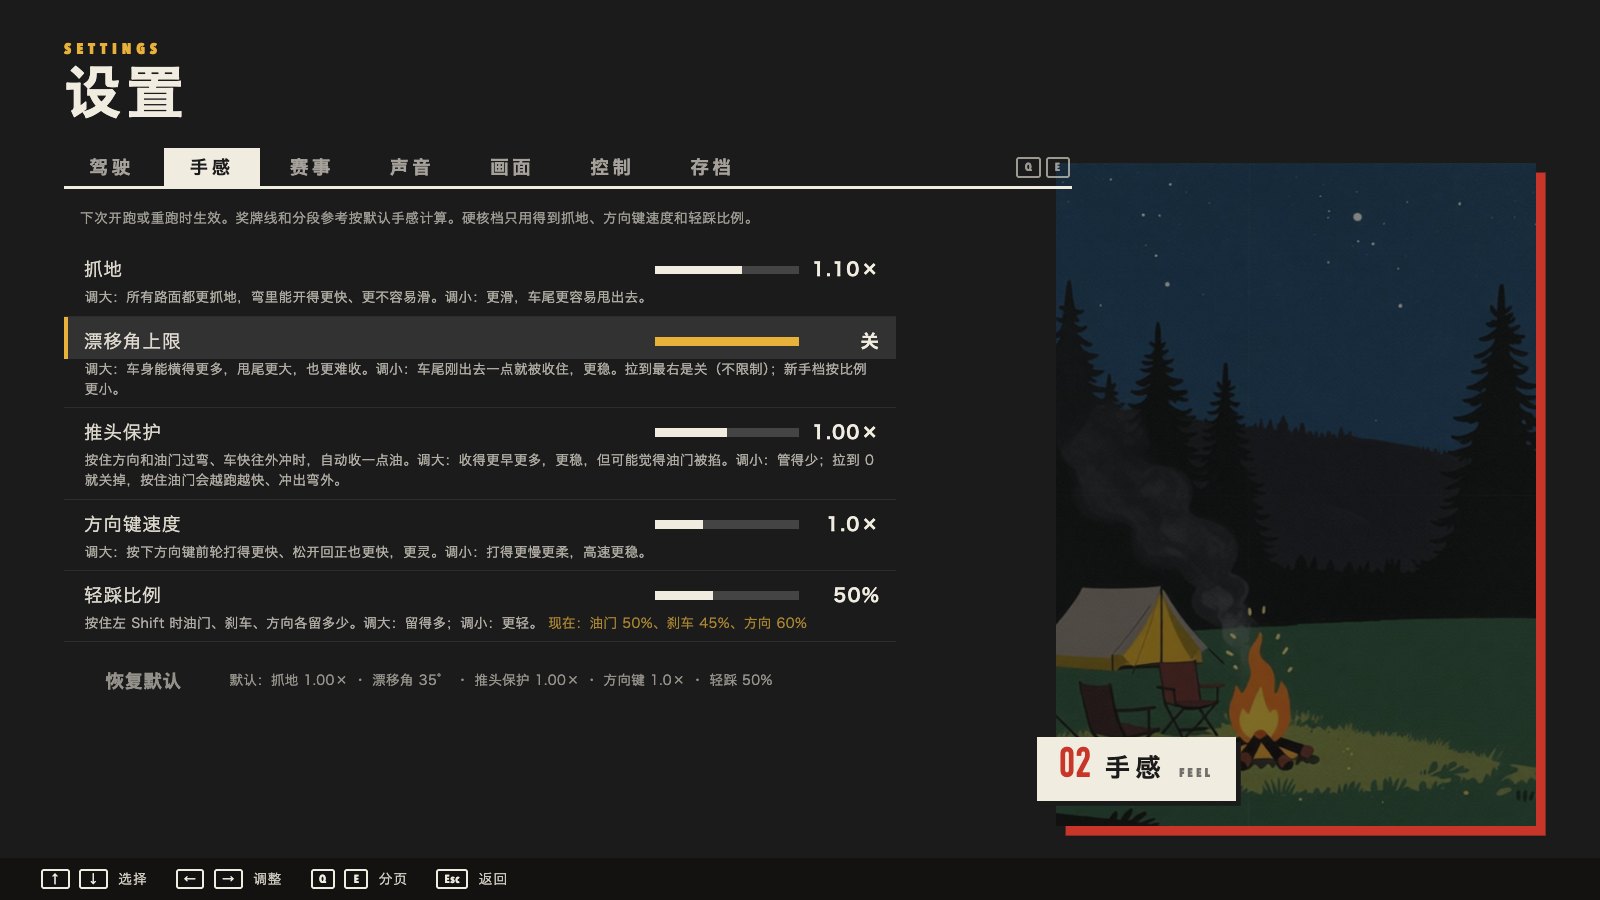 SETTINGS
设置
驾驶 手感 赛事 声音 画面 控制 存档 Q E
下次开跑或重跑时生效。奖牌线和分段参考按默认手感计算。硬核档只用得到抓地、方向键速度和轻踩比例。
抓地 1.10×
调大：所有路面都更抓地，弯里能开得更快、更不容易滑。调小：更滑，车尾更容易甩出去。
漂移角上限 关
调大：车身能横得更多，甩尾更大，也更难收。调小：车尾刚出去一点就被收住，更稳。拉到最右是关（不限制）；新手档按比例
更小。
推头保护 1.00×
按住方向和油门过弯、车快往外冲时，自动收一点油。调大：收得更早更多，更稳，但可能觉得油门被掐。调小：管得少；拉到 0
就关掉，按住油门会越跑越快、冲出弯外。
方向键速度 1.0×
调大：按下方向键前轮打得更快、松开回正也更快，更灵。调小：打得更慢更柔，高速更稳。
轻踩比例 50%
按住左 Shift 时油门、刹车、方向各留多少。调大：留得多；调小：更轻。 现在：油门 50%、刹车 45%、方向 60%
恢复默认 默认：抓地 1.00× · 漂移角 35° · 推头保护 1.00× · 方向键 1.0× · 轻踩 50%
02 手感 FEEL
↑ ↓ 选择 ← → 调整 Q E 分页 Esc 返回